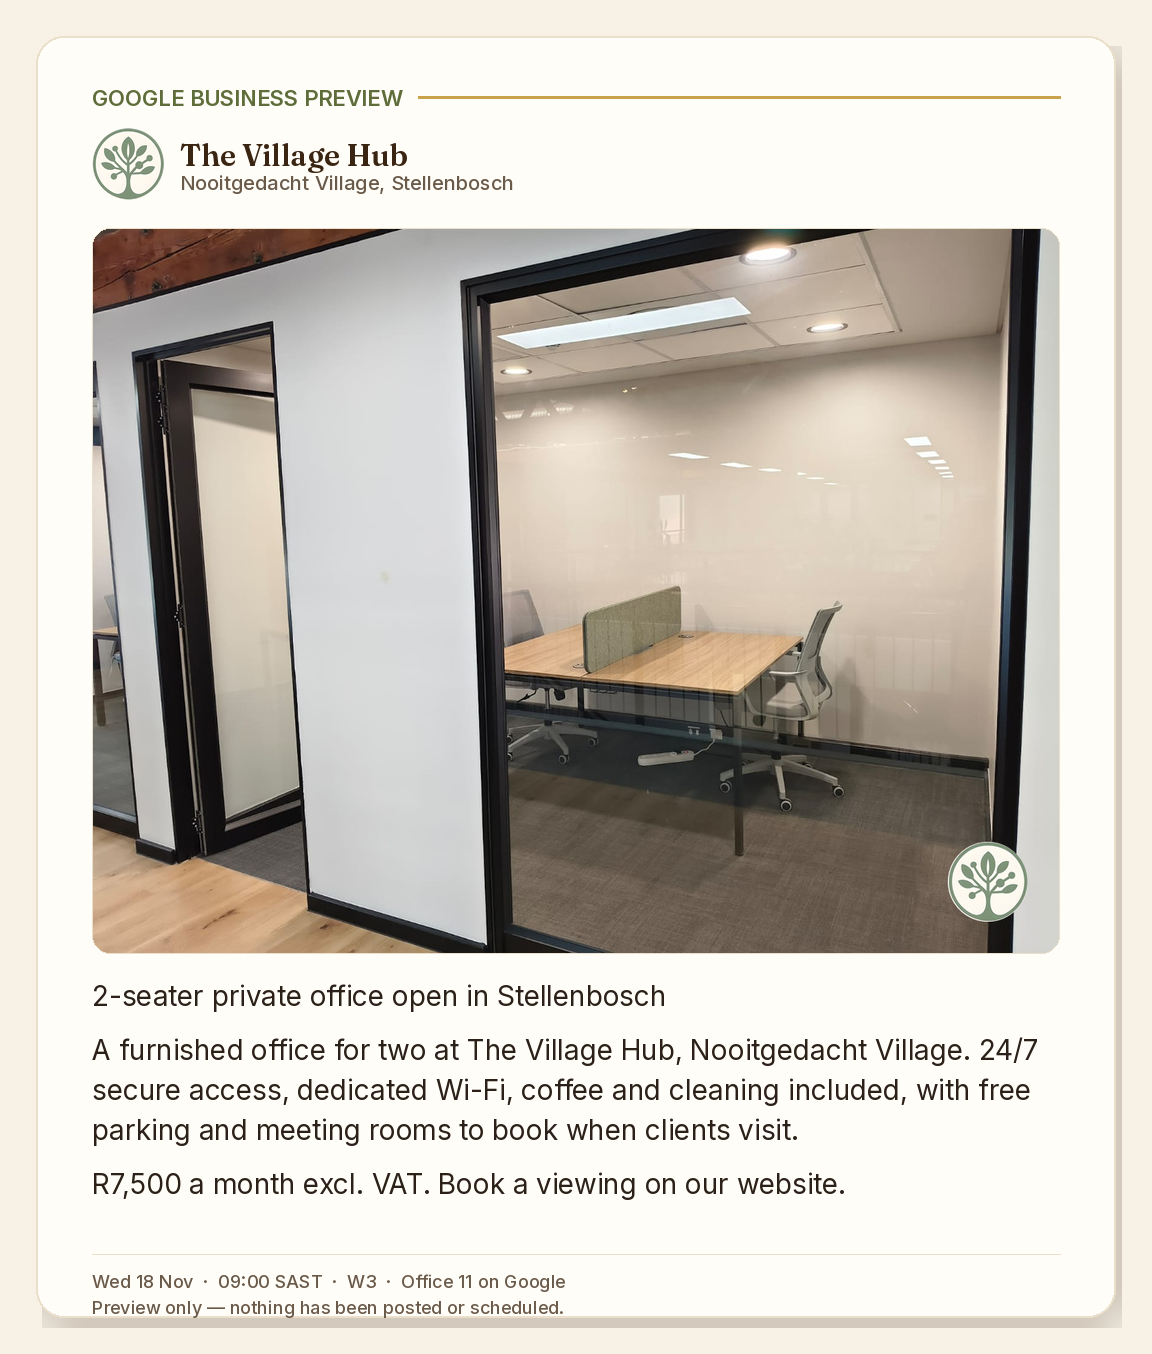 GOOGLE BUSINESS PREVIEW
The Village Hub
Nooitgedacht Village, Stellenbosch
2-seater private office open in Stellenbosch
A furnished office for two at The Village Hub, Nooitgedacht Village. 24/7
secure access, dedicated Wi-Fi, coffee and cleaning included, with free
parking and meeting rooms to book when clients visit.
R7,500 a month excl. VAT. Book a viewing on our website.
Wed 18 Nov · 09:00 SAST · W3 · Office 11 on Google
Preview only — nothing has been posted or scheduled.